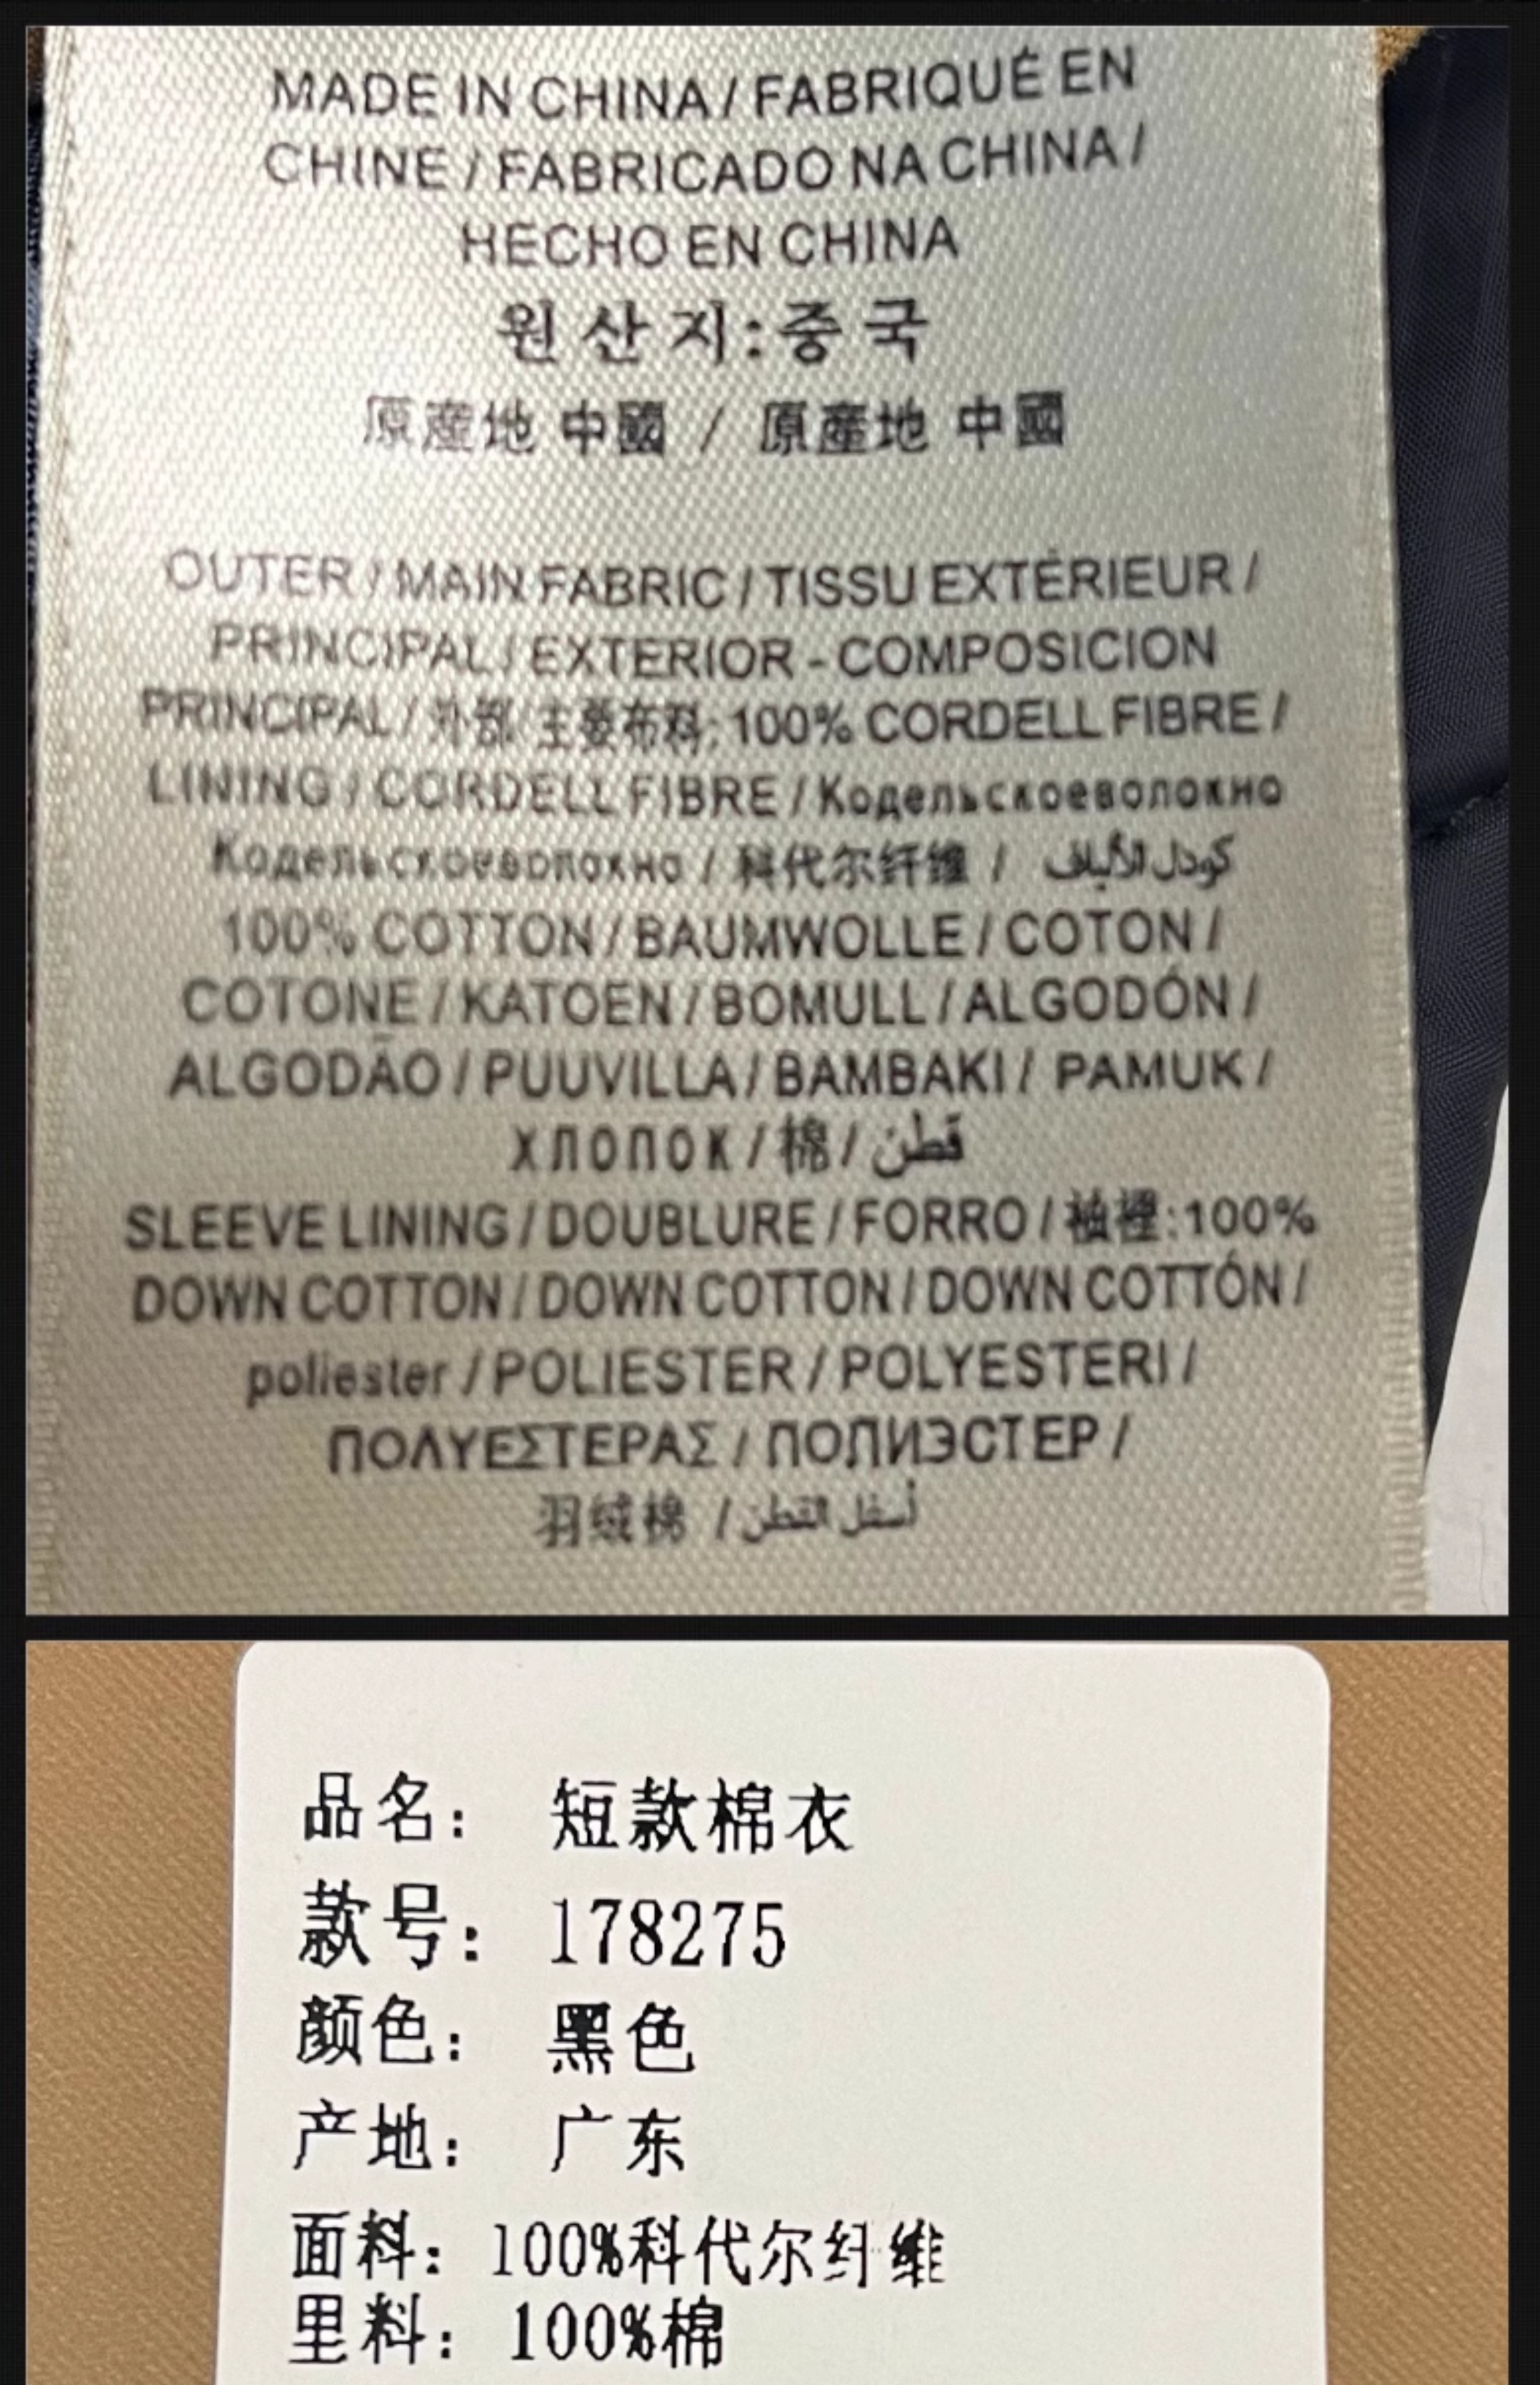 MADE IN CHINA / FABRIQUÉ EN
CHINE / FABRICADO NA CHINA /
HECHO EN CHINA
원산지:중국
原産地 中國 / 原產地 中國
OUTER / MAIN FABRIC / TISSU EXTÉRIEUR /
PRINCIPAL / EXTERIOR - COMPOSICION
PRINCIPAL / 外部/主要布料: 100% CORDELL FIBRE /
LINING / CORDELL FIBRE / Кодельскоеволокно
Кодельскоеволокно / 科代尔纤维 / كودل الألياف
100% COTTON / BAUMWOLLE / COTON /
COTONE / KATOEN / BOMULL / ALGODÓN /
ALGODÃO / PUUVILLA / BAMBAKI / PAMUK /
ХЛОПОК / 棉 / قطن
SLEEVE LINING / DOUBLURE / FORRO / 袖裡:100%
DOWN COTTON / DOWN COTTON / DOWN COTTÓN /
poliester / POLIESTER / POLYESTERI /
ΠΟΛΥΕΣΤΕΡΑΣ / ПОЛИЭСТЕР /
羽绒棉 / أسفل القطن
品名: 短款棉衣
款号: 178275
颜色: 黑色
产地: 广东
面料: 100%科代尔纤维
里料: 100%棉